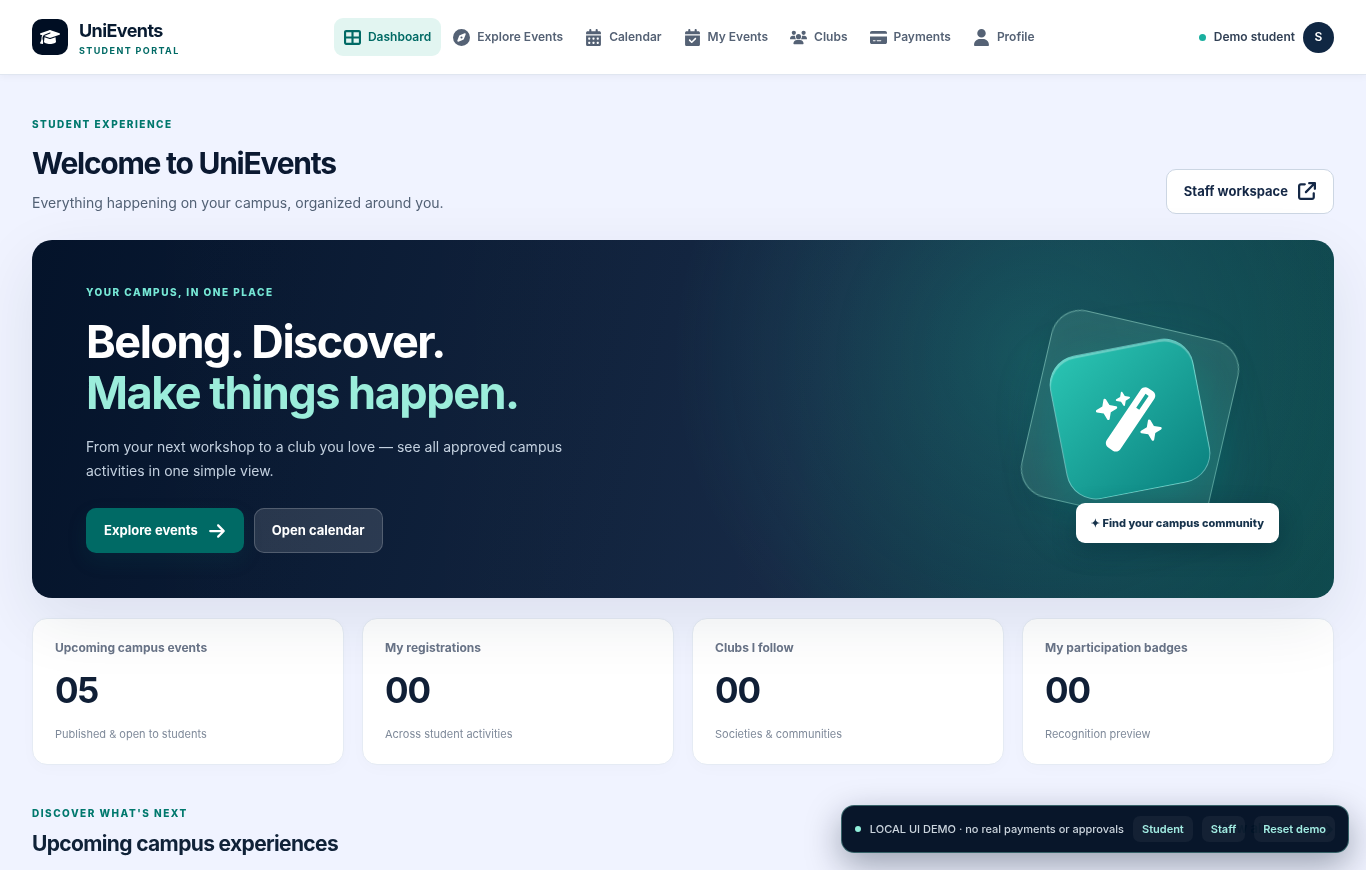 UniEvents
STUDENT PORTAL
Dashboard
Explore Events
Calendar
My Events
Clubs
Payments
Profile
Demo student
S
STUDENT EXPERIENCE
Welcome to UniEvents
Everything happening on your campus, organized around you.
Staff workspace
YOUR CAMPUS, IN ONE PLACE
Belong. Discover.
Make things happen.
From your next workshop to a club you love — see all approved campus
activities in one simple view.
Explore events
Open calendar
✦ Find your campus community
Upcoming campus events
05
Published & open to students
My registrations
00
Across student activities
Clubs I follow
00
Societies & communities
My participation badges
00
Recognition preview
DISCOVER WHAT'S NEXT
Upcoming campus experiences
LOCAL UI DEMO · no real payments or approvals
Student
Staff
Reset demo